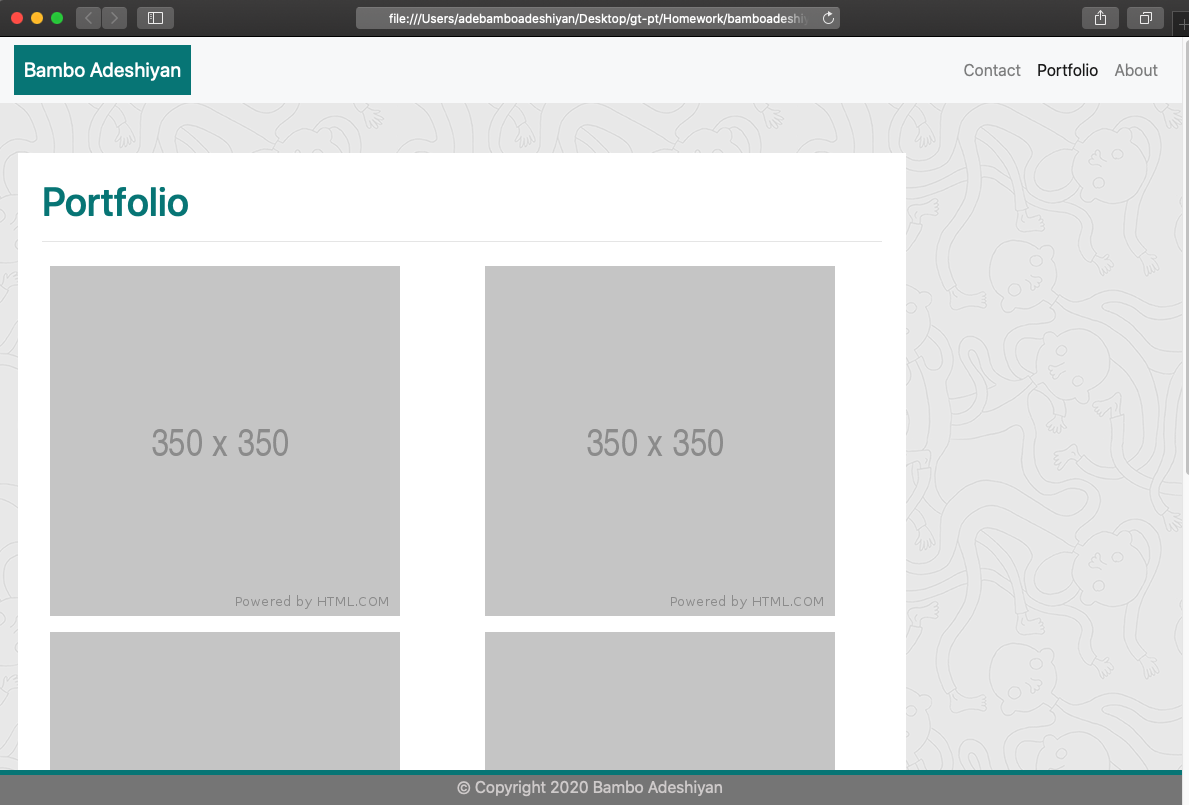 file:///Users/adebamboadeshiyan/Desktop/gt-pt/Homework/bamboadeshiy
Bambo Adeshiyan
Contact Portfolio About
Portfolio
350 x 350
Powered by HTML.COM
350 x 350
Powered by HTML.COM
© Copyright 2020 Bambo Adeshiyan